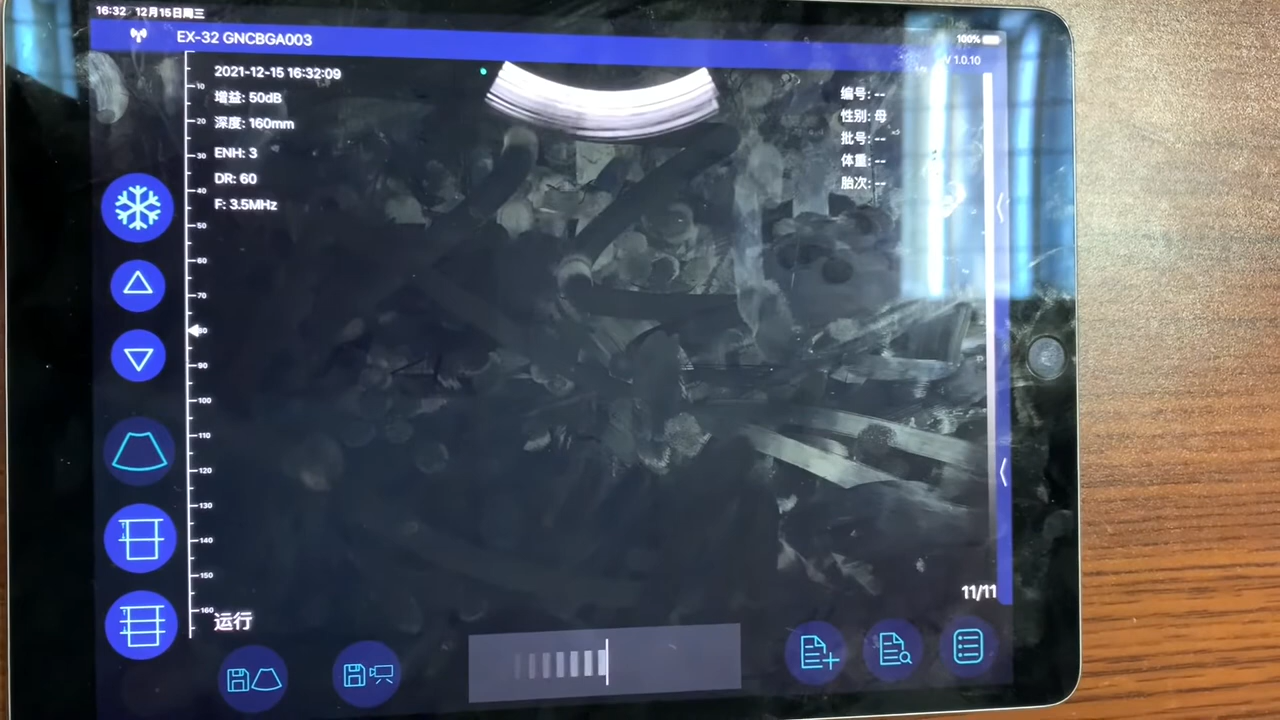 16:32 12月15日周三
100%
EX-32 GNCBGA003
V 1.0.10
2021-12-15 16:32:09
增益: 50dB
深度: 160mm
ENH: 3
DR: 60
F: 3.5MHz
编号: --
性别: 母
批号: --
体重: --
胎次: --
10
20
30
40
50
60
70
80
90
100
110
120
130
140
150
160
运行
11/11